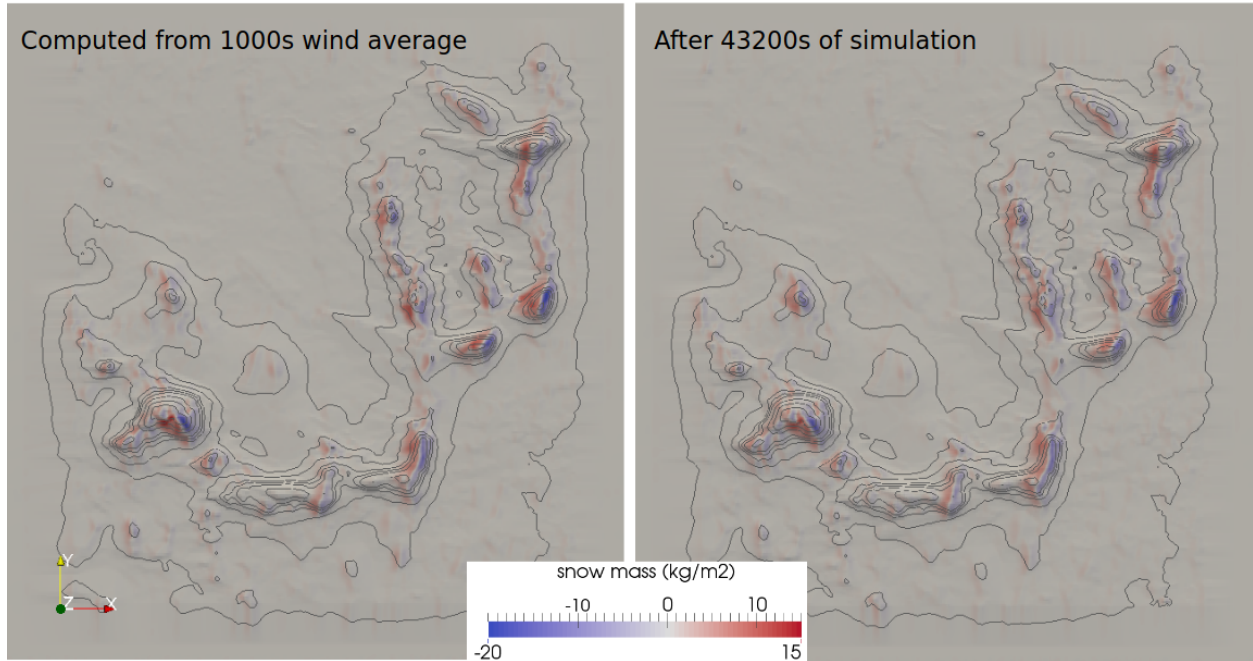 Computed from 1000s wind average
After 43200s of simulation
Y
Z X
snow mass (kg/m2)
-10 0 10
-20 15